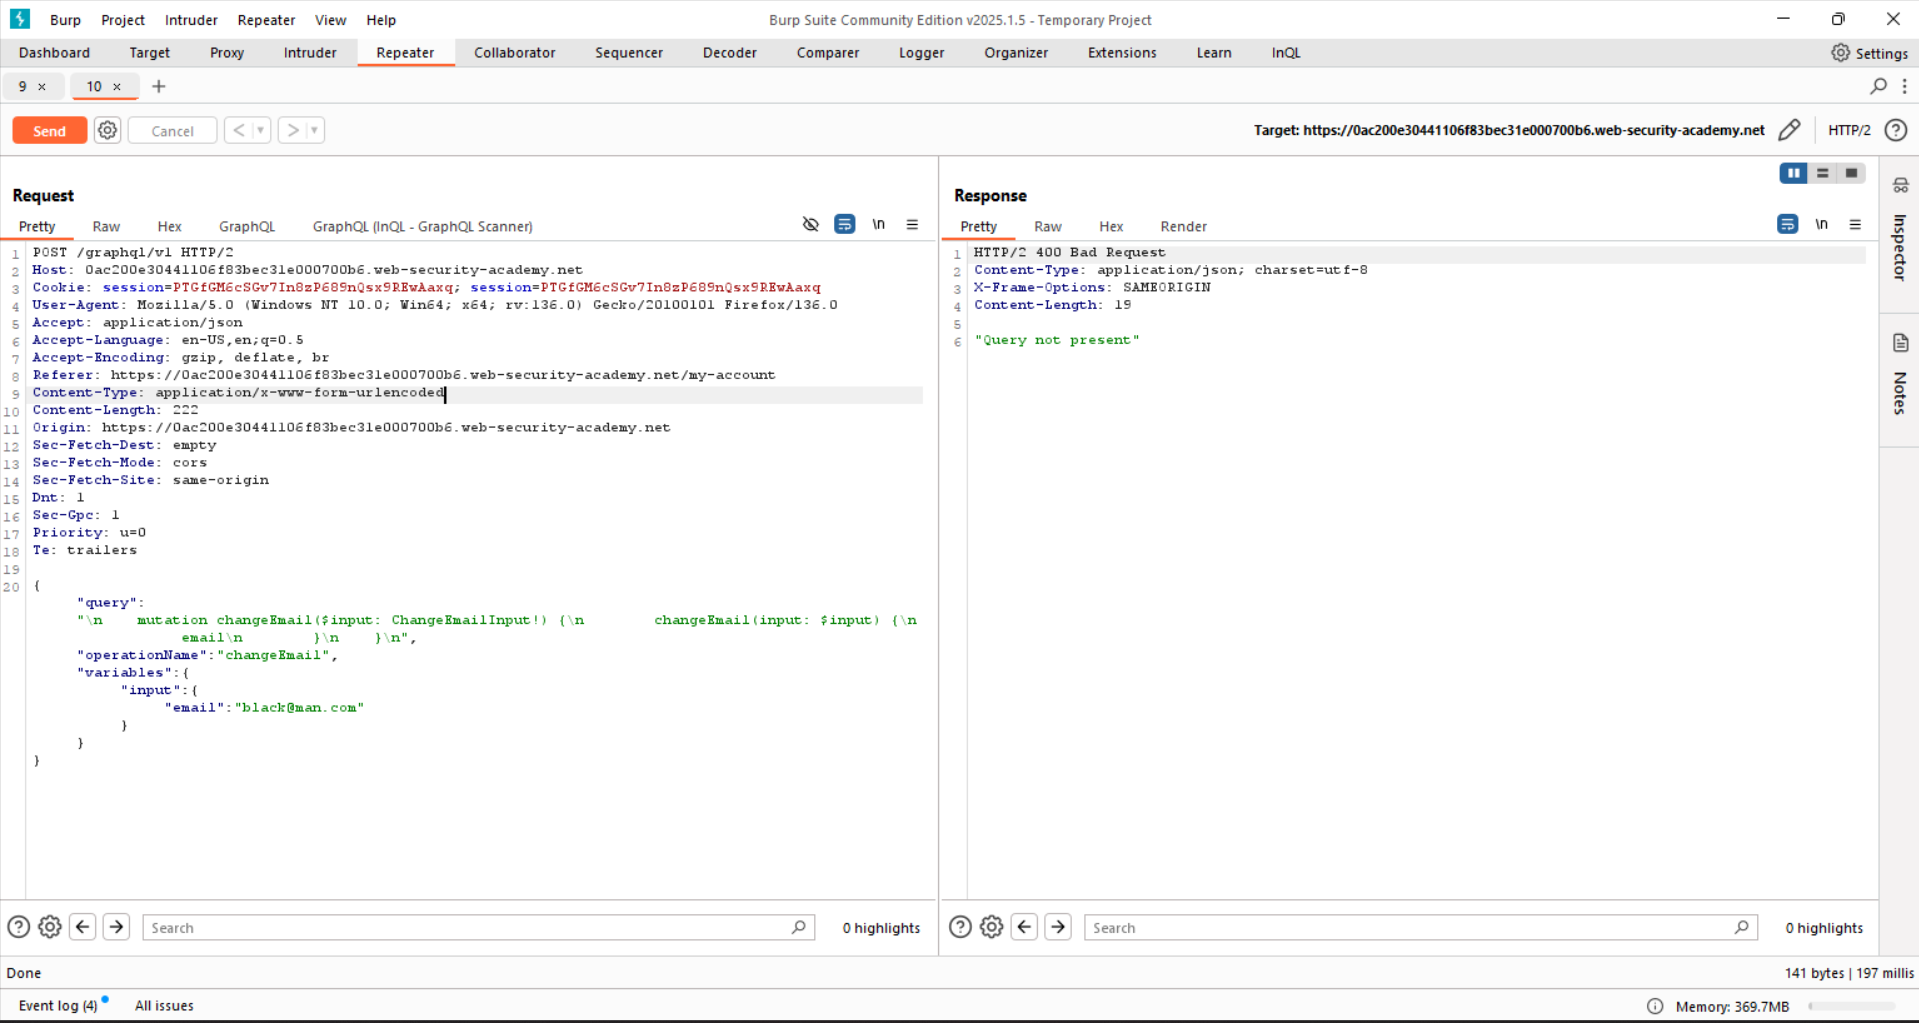 Burp Project Intruder Repeater View Help
Burp Suite Community Edition v2025.1.5 - Temporary Project
Dashboard Target Proxy Intruder Repeater Collaborator Sequencer Decoder Comparer Logger Organizer Extensions Learn InQL
Settings
9 × 10 × +
Send Cancel < >
Target: https://0ac200e30441106f83bec31e000700b6.web-security-academy.net
HTTP/2
Request
Pretty Raw Hex GraphQL GraphQL (InQL - GraphQL Scanner)
\n
1 POST /graphql/v1 HTTP/2
2 Host: 0ac200e30441106f83bec31e000700b6.web-security-academy.net
3 Cookie: session=PTGfGM6cSGv7In8zP689nQsx9REwAaxq; session=PTGfGM6cSGv7In8zP689nQsx9REwAaxq
4 User-Agent: Mozilla/5.0 (Windows NT 10.0; Win64; x64; rv:136.0) Gecko/20100101 Firefox/136.0
5 Accept: application/json
6 Accept-Language: en-US,en;q=0.5
7 Accept-Encoding: gzip, deflate, br
8 Referer: https://0ac200e30441106f83bec31e000700b6.web-security-academy.net/my-account
9 Content-Type: application/x-www-form-urlencoded
10 Content-Length: 222
11 Origin: https://0ac200e30441106f83bec31e000700b6.web-security-academy.net
12 Sec-Fetch-Dest: empty
13 Sec-Fetch-Mode: cors
14 Sec-Fetch-Site: same-origin
15 Dnt: 1
16 Sec-Gpc: 1
17 Priority: u=0
18 Te: trailers
19
20 {
"query":
"\n    mutation changeEmail($input: ChangeEmailInput!) {\n        changeEmail(input: $input) {\n
email\n        }\n    }\n",
"operationName":"changeEmail",
"variables":{
"input":{
"email":"black@man.com"
}
}
}
Search
0 highlights
Response
Pretty Raw Hex Render
\n
1 HTTP/2 400 Bad Request
2 Content-Type: application/json; charset=utf-8
3 X-Frame-Options: SAMEORIGIN
4 Content-Length: 19
5
6 "Query not present"
Search
0 highlights
Inspector
Notes
Done
141 bytes | 197 millis
Event log (4) All issues
Memory: 369.7MB